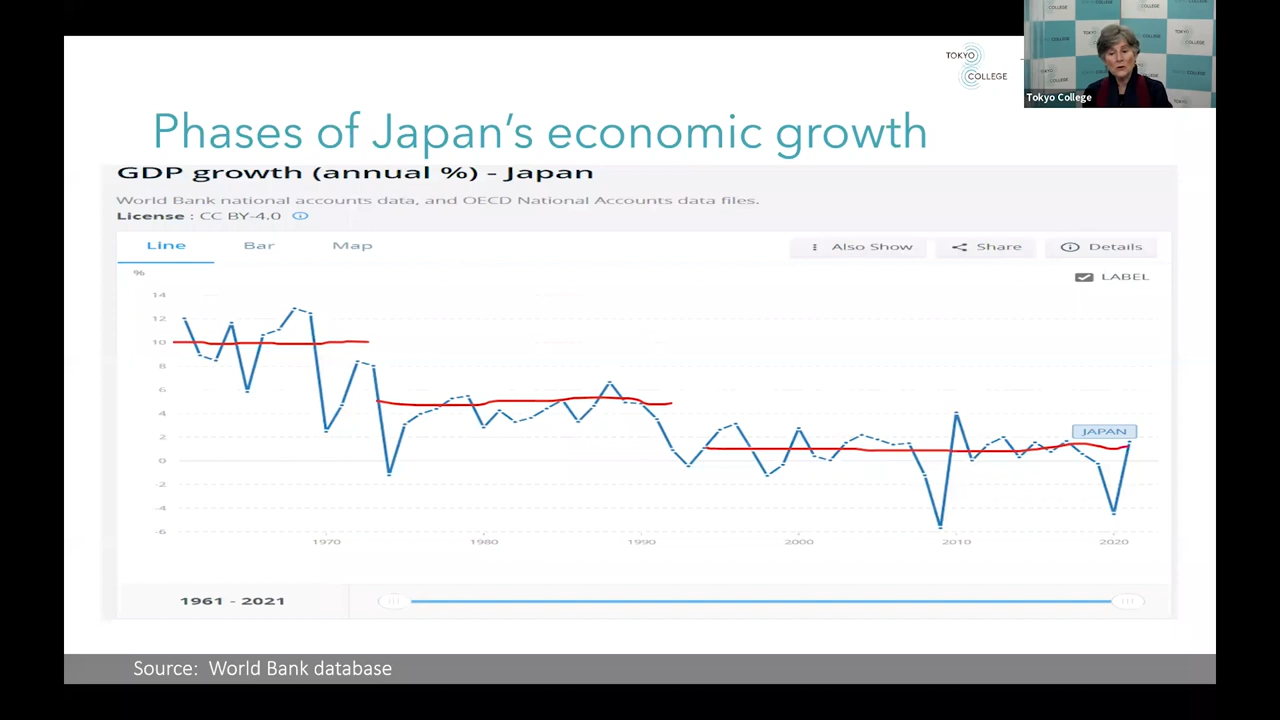 TOKYO
COLLEGE
Tokyo College
Phases of Japan's economic growth
GDP growth (annual %) - Japan
World Bank national accounts data, and OECD National Accounts data files.
License : CC BY-4.0
Line Bar Map Also Show Share Details
%
LABEL
14
12
10
8
6
4
2
0
-2
-4
-6
JAPAN
1970 1980 1990 2000 2010 2020
1961 - 2021
Source: World Bank database